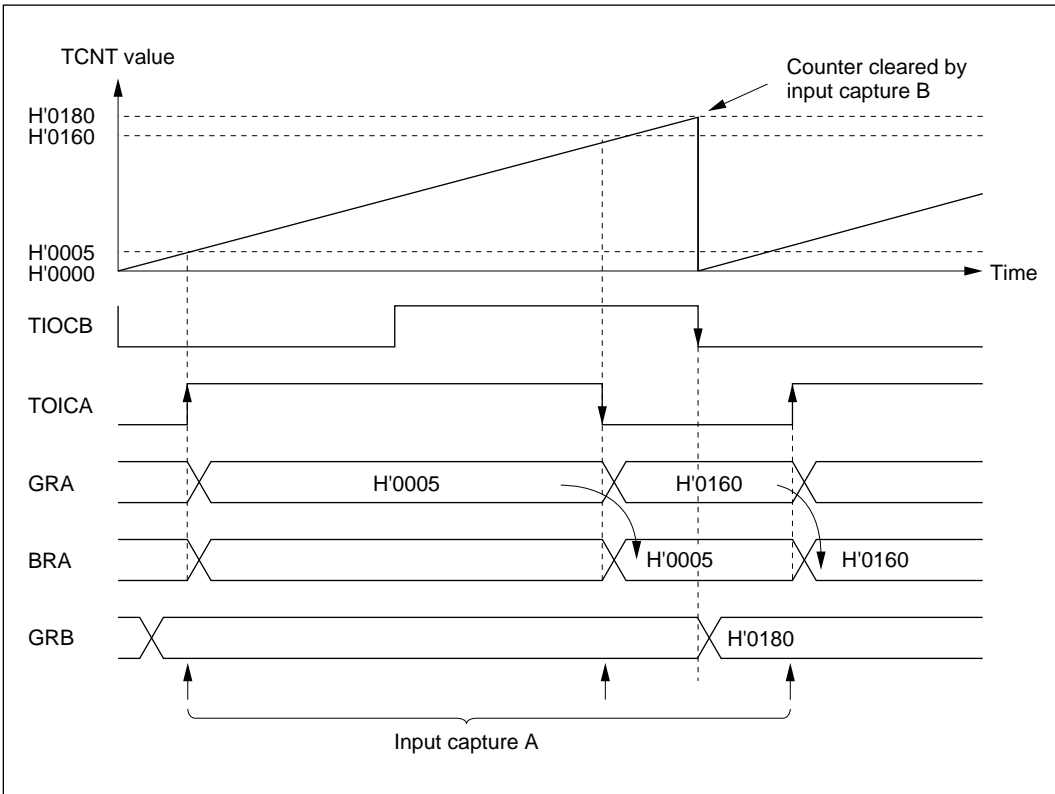 TCNT value
Counter cleared by
input capture B
H'0180
H'0160
H'0005
H'0000
Time
TIOCB
TOICA
GRA
H'0005
H'0160
BRA
H'0005
H'0160
GRB
H'0180
Input capture A